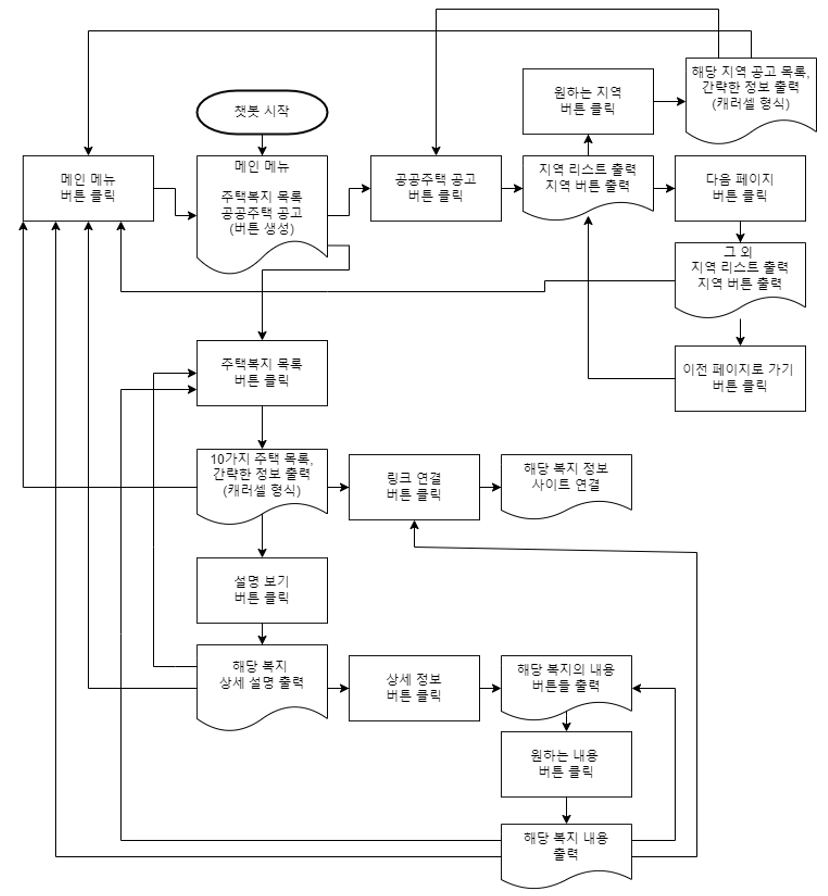 해당 지역 공고 목록,
간략한 정보 출력
(캐러셀 형식)
원하는 지역
버튼 클릭
챗봇 시작
메인 메뉴
버튼 클릭
메인 메뉴
주택복지 목록
공공주택 공고
(버튼 생성)
공공주택 공고
버튼 클릭
지역 리스트 출력
지역 버튼 출력
다음 페이지
버튼 클릭
그 외
지역 리스트 출력
지역 버튼 출력
주택복지 목록
버튼 클릭
이전 페이지로 가기
버튼 클릭
10가지 주택 목록,
간략한 정보 출력
(캐러셀 형식)
링크 연결
버튼 클릭
해당 복지 정보
사이트 연결
설명 보기
버튼 클릭
해당 복지
상세 설명 출력
상세 정보
버튼 클릭
해당 복지의 내용
버튼들 출력
원하는 내용
버튼 클릭
해당 복지 내용
출력